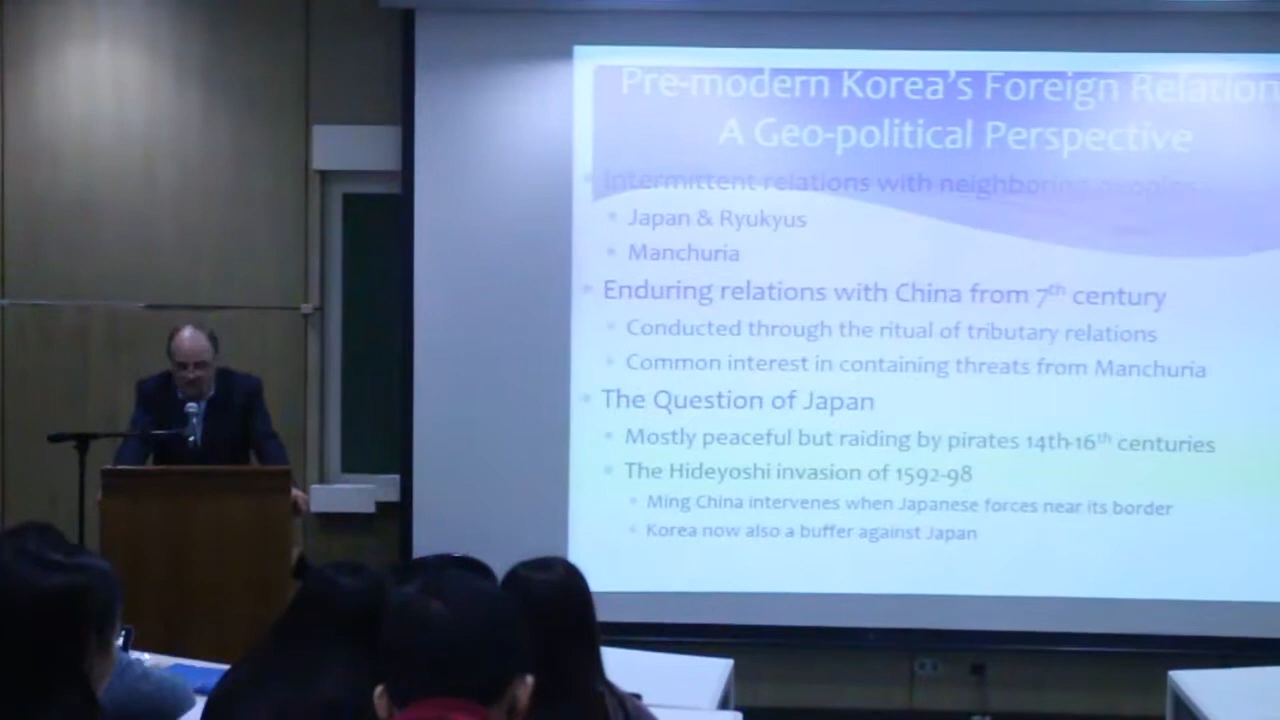 Pre-modern Korea's Foreign Relation
A Geo-political Perspective
Intermittent relations with neighboring peoples
Japan & Ryukyus
Manchuria
Enduring relations with China from 7th century
Conducted through the ritual of tributary relations
Common interest in containing threats from Manchuria
The Question of Japan
Mostly peaceful but raiding by pirates 14th-16th centuries
The Hideyoshi invasion of 1592-98
Ming China intervenes when Japanese forces near its border
Korea now also a buffer against Japan